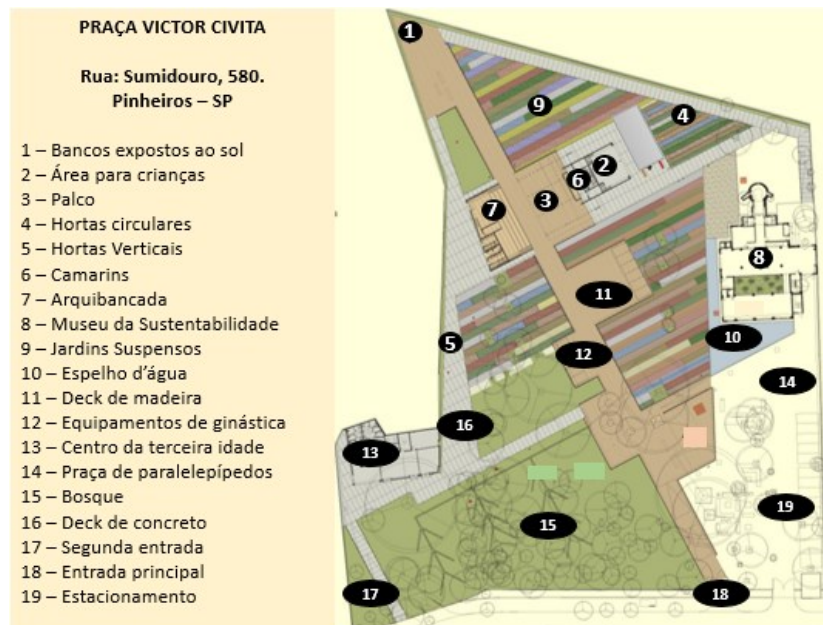 PRAÇA VICTOR CIVITA
Rua: Sumidouro, 580.
Pinheiros – SP
1 – Bancos expostos ao sol
2 – Área para crianças
3 – Palco
4 – Hortas circulares
5 – Hortas Verticais
6 – Camarins
7 – Arquibancada
8 – Museu da Sustentabilidade
9 – Jardins Suspensos
10 – Espelho d’água
11 – Deck de madeira
12 – Equipamentos de ginástica
13 – Centro da terceira idade
14 – Praça de paralelepípedos
15 – Bosque
16 – Deck de concreto
17 – Segunda entrada
18 – Entrada principal
19 – Estacionamento
1
9
4
2
6
3
7
8
11
5
12
10
14
16
13
19
15
17
18